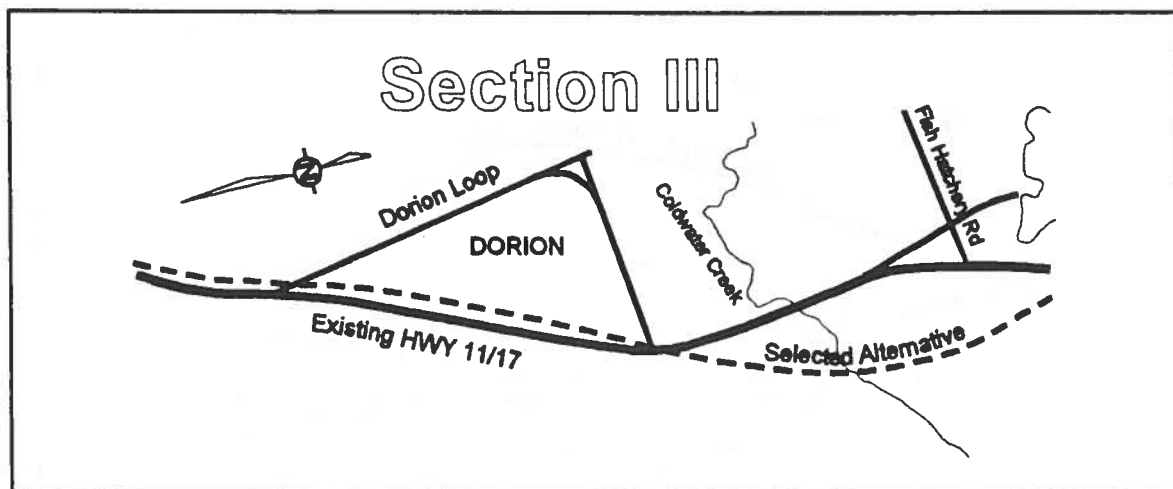 Section III
Fish Hatchery Rd
N
Dorion Loop
DORION
Coldwater Creek
Existing HWY 11/17
Selected Alternative